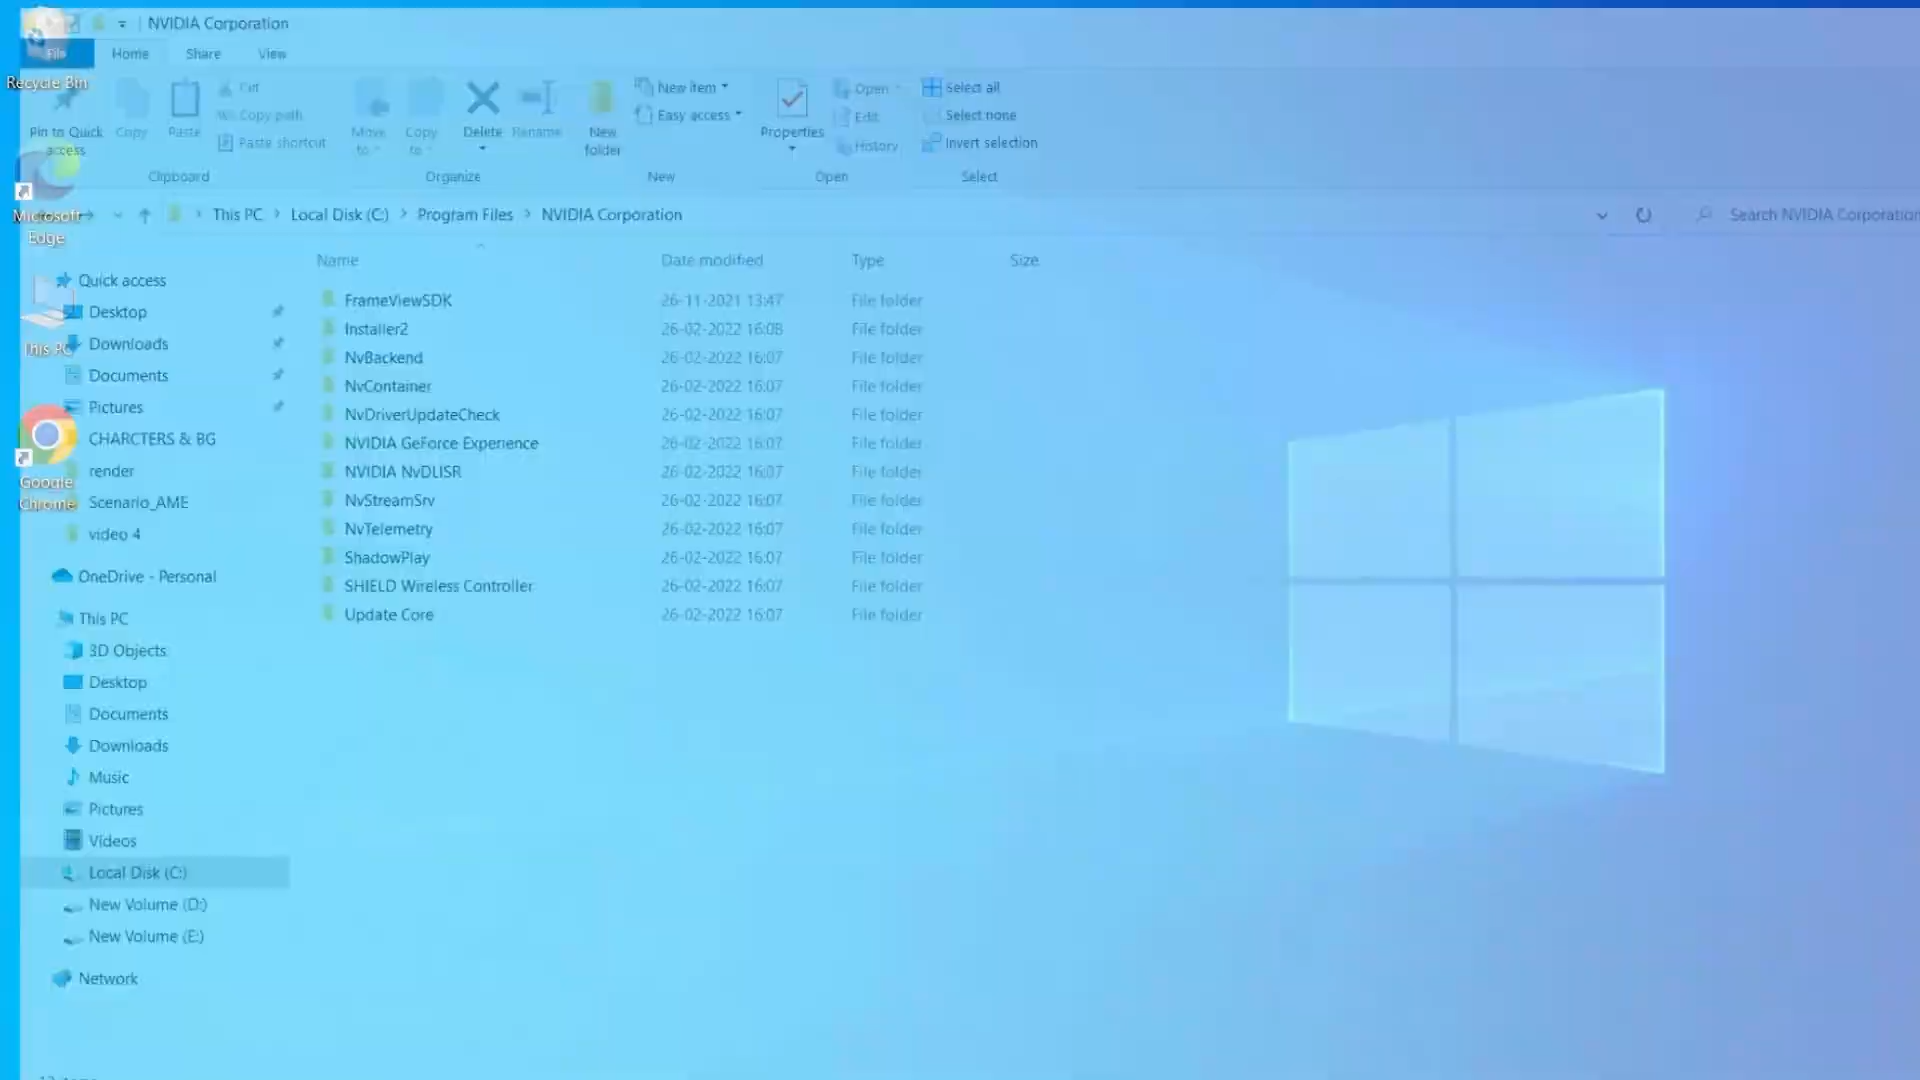 NVIDIA Corporation
File Home Share View
Recycle Bin
Pin to Quick access
Copy
Paste
Cut
Copy path
Paste shortcut
Move to
Copy to
Delete
Rename
New folder
New item
Easy access
Properties
Open
Edit
History
Select all
Select none
Invert selection
Clipboard Organize New Open Select
This PC > Local Disk (C:) > Program Files > NVIDIA Corporation
Search NVIDIA Corporation
Microsoft Edge
This PC
Google Chrome
Quick access
Desktop
Downloads
Documents
Pictures
CHARCTERS & BG
render
Scenario_AME
video 4
OneDrive - Personal
This PC
3D Objects
Desktop
Documents
Downloads
Music
Pictures
Videos
Local Disk (C:)
New Volume (D:)
New Volume (E:)
Network
Name Date modified Type Size
FrameViewSDK 26-11-2021 13:47 File folder
Installer2 26-02-2022 16:08 File folder
NvBackend 26-02-2022 16:07 File folder
NvContainer 26-02-2022 16:07 File folder
NvDriverUpdateCheck 26-02-2022 16:07 File folder
NVIDIA GeForce Experience 26-02-2022 16:07 File folder
NVIDIA NvDLISR 26-02-2022 16:07 File folder
NvStreamSrv 26-02-2022 16:07 File folder
NvTelemetry 26-02-2022 16:07 File folder
ShadowPlay 26-02-2022 16:07 File folder
SHIELD Wireless Controller 26-02-2022 16:07 File folder
Update Core 26-02-2022 16:07 File folder